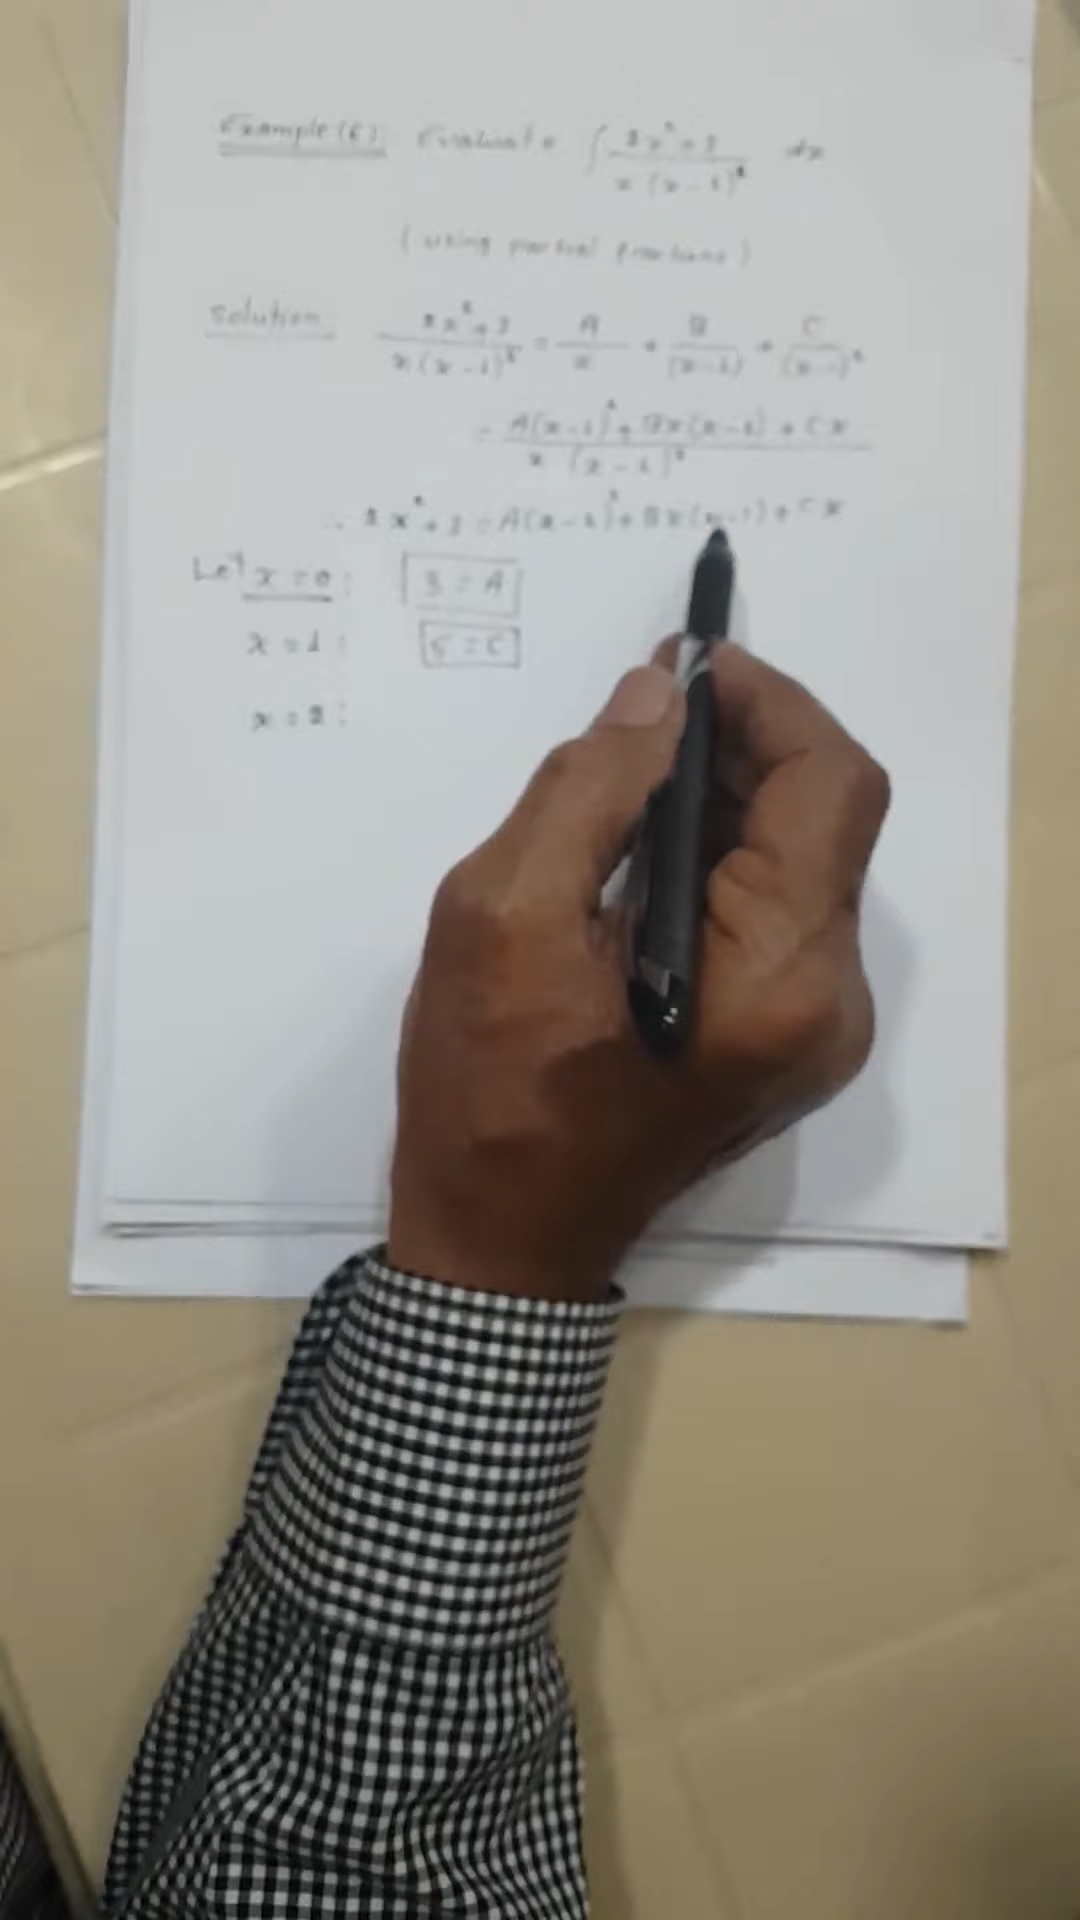 Example (6): Evaluate ∫ 2x²+3 / x(x-1)² dx
(using partial fractions)
Solution: 2x²+3 / x(x-1)² = A/x + B/(x-1) + C/(x-1)²
= A(x-1)² + Bx(x-1) + Cx / x(x-1)²
∴ 2x²+3 = A(x-1)² + Bx(x-1) + Cx
Let x = 0: 3 = A
x = 1: 5 = C
x = 2: